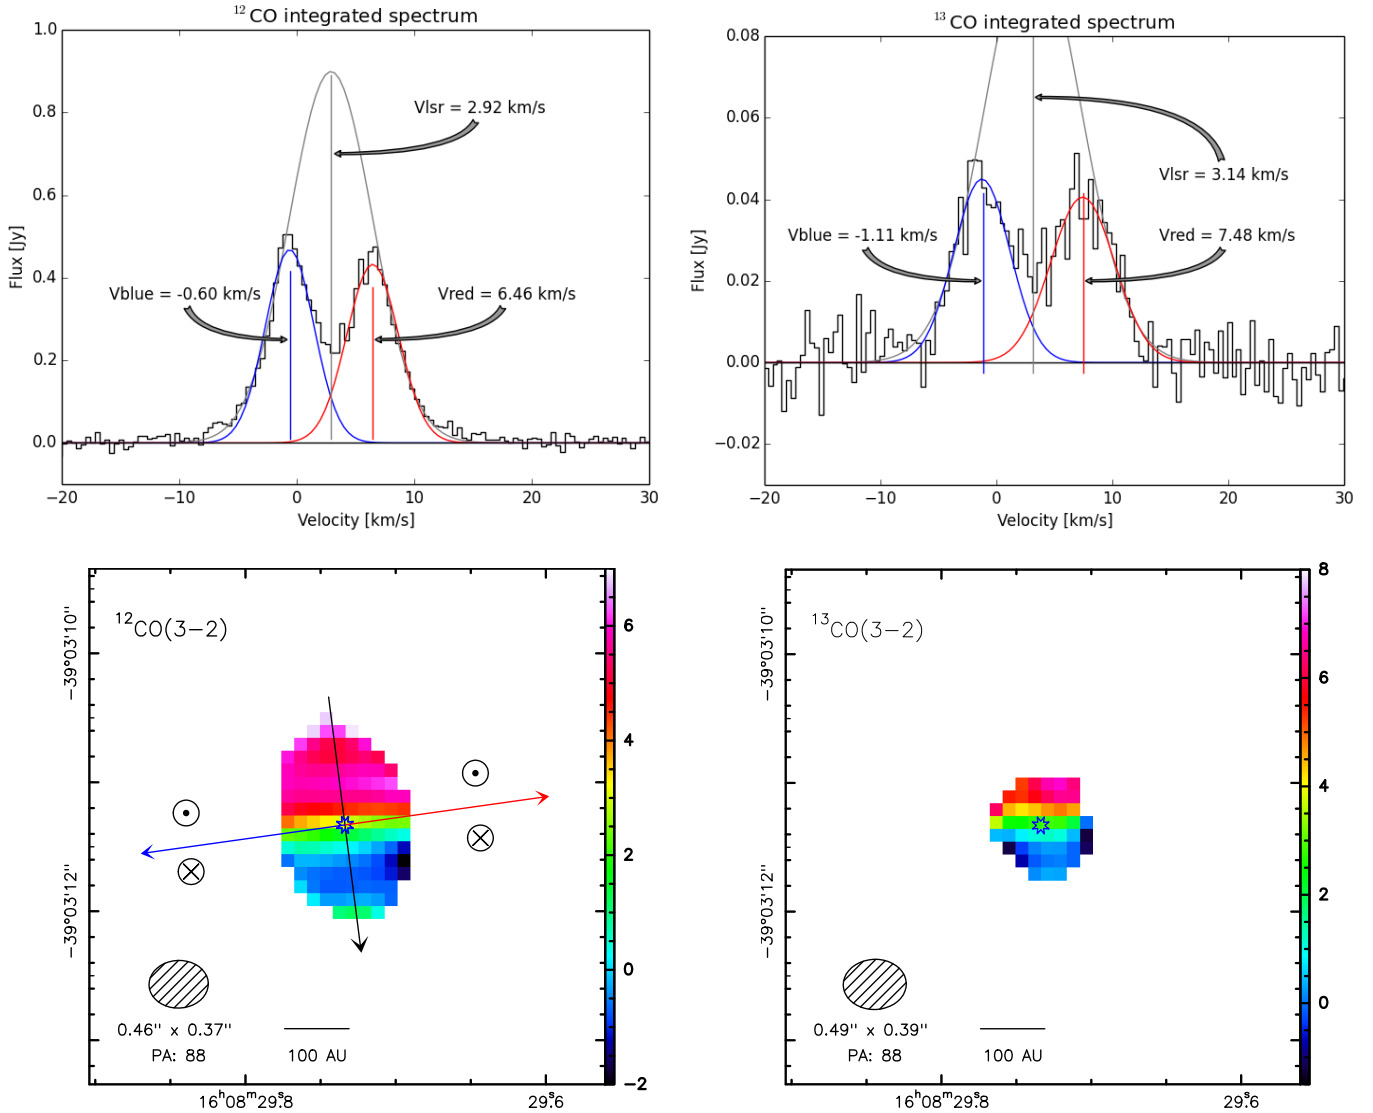 12CO integrated spectrum
1.0
0.8
0.6
0.4
0.2
0.0
Flux [Jy]
Vlsr = 2.92 km/s
Vblue = -0.60 km/s
Vred = 6.46 km/s
−20
−10
0
10
20
30
Velocity [km/s]
13CO integrated spectrum
0.08
0.06
0.04
0.02
0.00
−0.02
Flux [Jy]
Vlsr = 3.14 km/s
Vblue = -1.11 km/s
Vred = 7.48 km/s
−20
−10
0
10
20
30
Velocity [km/s]
12CO(3−2)
−39°03'10"
−39°03'12"
0.46" x 0.37"
PA: 88
100 AU
16h08m29s.8
29s.6
6
4
2
0
−2
13CO(3−2)
−39°03'10"
−39°03'12"
0.49" x 0.39"
PA: 88
100 AU
16h08m29s.8
29s.6
8
6
4
2
0